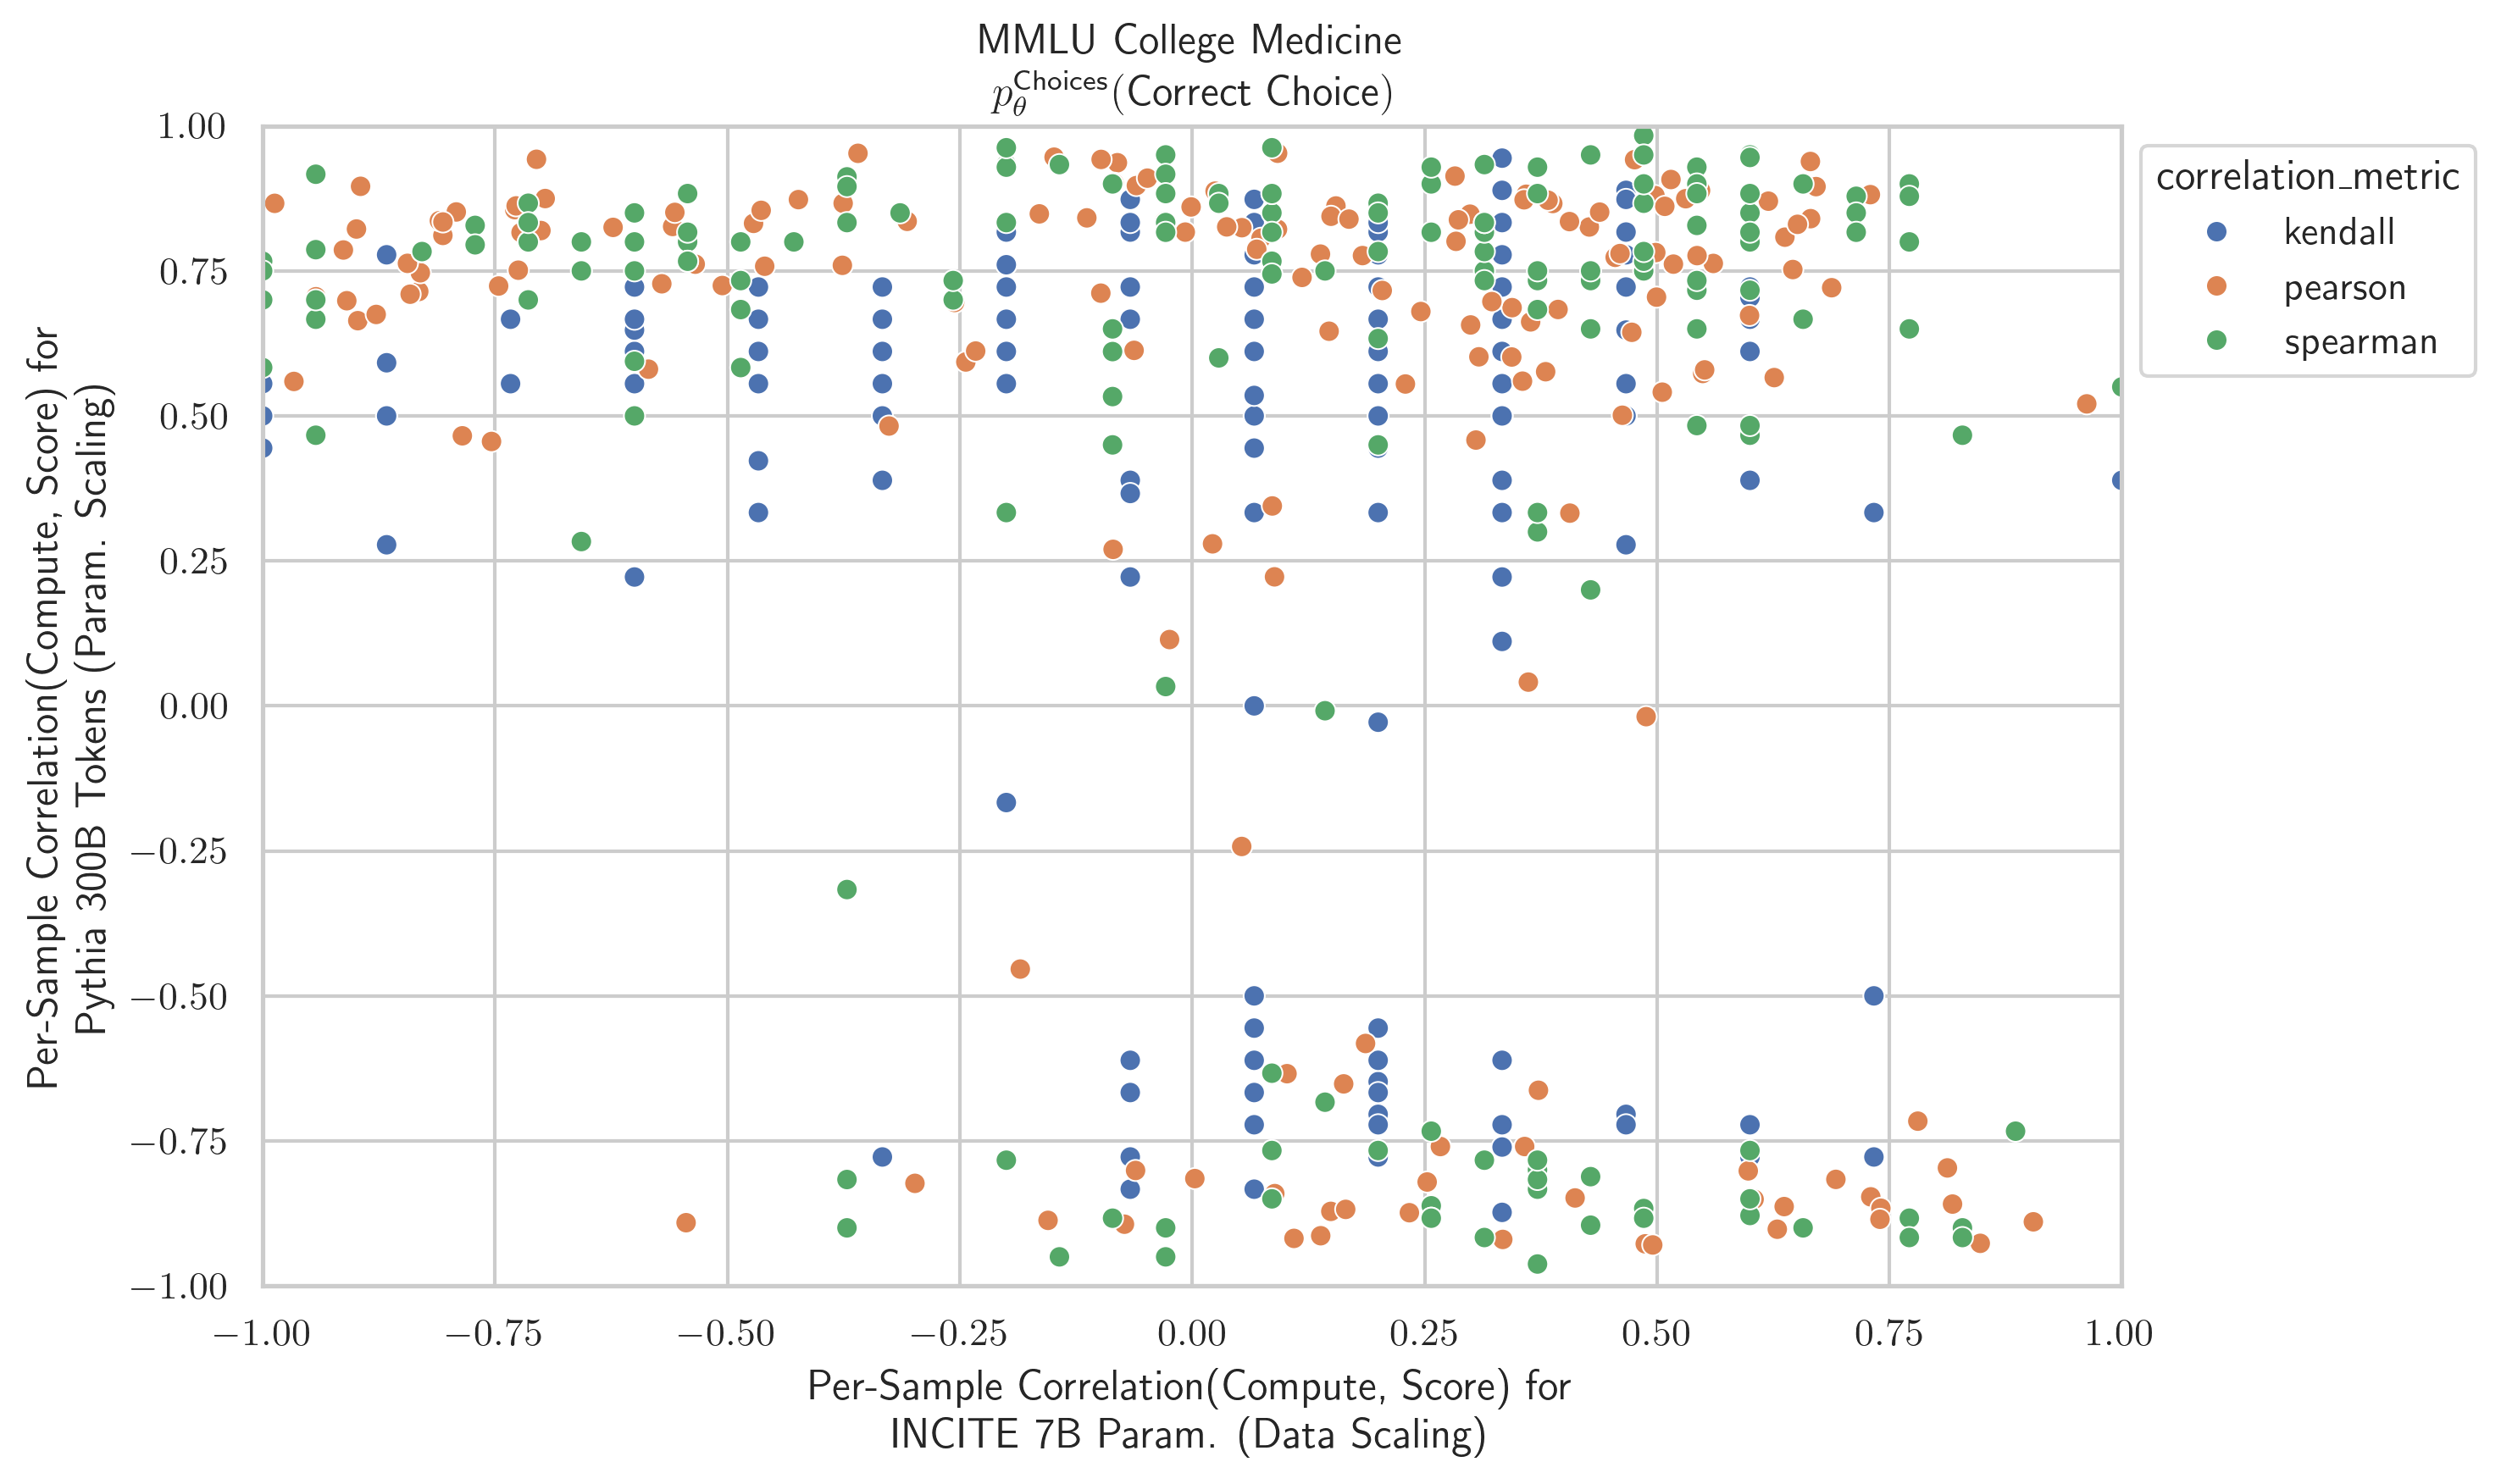 MMLU College Medicine
p_θ^Choices(Correct Choice)
1.00
0.75
0.50
0.25
0.00
−0.25
−0.50
−0.75
−1.00
Per-Sample Correlation(Compute, Score) for
Pythia 300B Tokens (Param. Scaling)
correlation_metric
kendall
pearson
spearman
−1.00 −0.75 −0.50 −0.25 0.00 0.25 0.50 0.75 1.00
Per-Sample Correlation(Compute, Score) for
INCITE 7B Param. (Data Scaling)